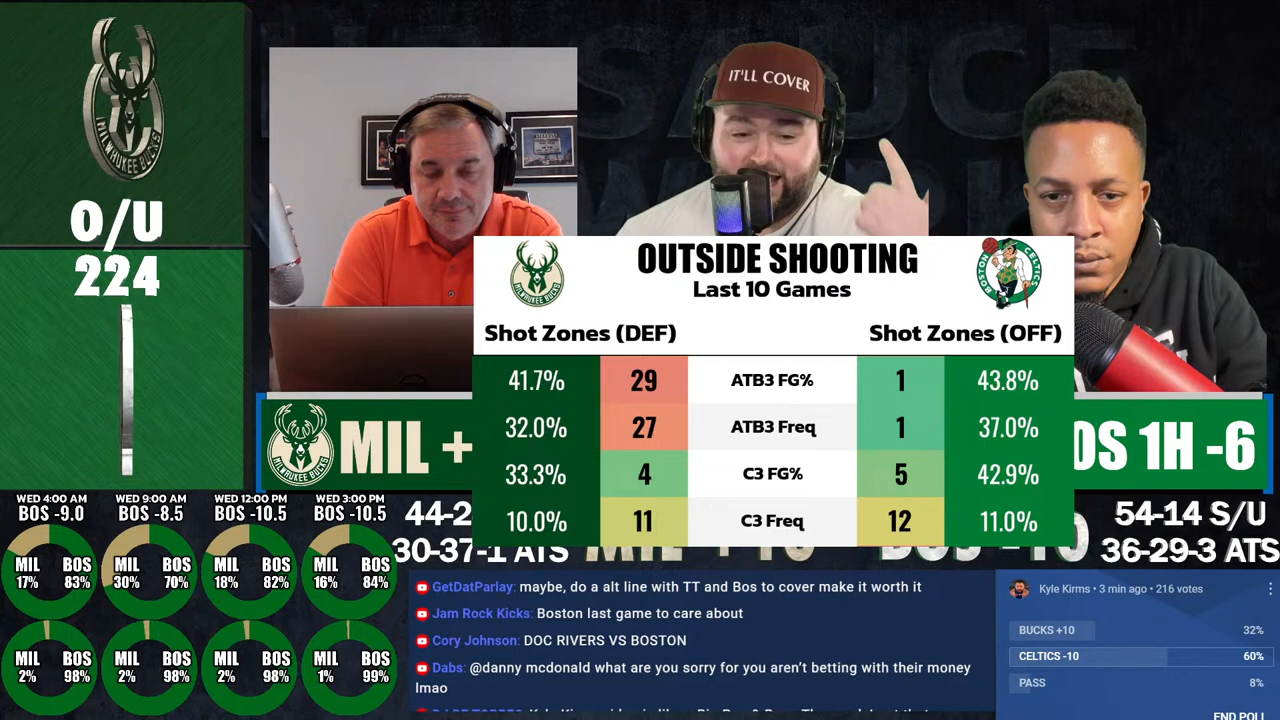 MILWAUKEE BUCKS
O/U
224
IT'LL COVER
OUTSIDE SHOOTING
Last 10 Games
BOSTON
CELTICS
MILWAUKEE BUCKS
Shot Zones (DEF)
Shot Zones (OFF)
41.7% 29 ATB3 FG% 1 43.8%
32.0% 27 ATB3 Freq 1 37.0%
33.3% 4 C3 FG% 5 42.9%
10.0% 11 C3 Freq 12 11.0%
MIL +
OS 1H -6
WED 4:00 AM
BOS -9.0
WED 9:00 AM
BOS -8.5
WED 12:00 PM
BOS -10.5
WED 3:00 PM
BOS -10.5
MIL BOS
17% 83%
MIL BOS
30% 70%
MIL BOS
18% 82%
MIL BOS
16% 84%
MIL BOS
2% 98%
MIL BOS
2% 98%
MIL BOS
2% 98%
MIL BOS
1% 99%
44-2
30-37-1 ATS
54-14 S/U
36-29-3 ATS
GetDatParlay: maybe, do a alt line with TT and Bos to cover make it worth it
Jam Rock Kicks: Boston last game to care about
Cory Johnson: DOC RIVERS VS BOSTON
Dabs: @danny mcdonald what are you sorry for you aren't betting with their money
lmao
Kyle Kirms • 3 min ago • 216 votes
BUCKS +10 32%
CELTICS -10 60%
PASS 8%
END POLL